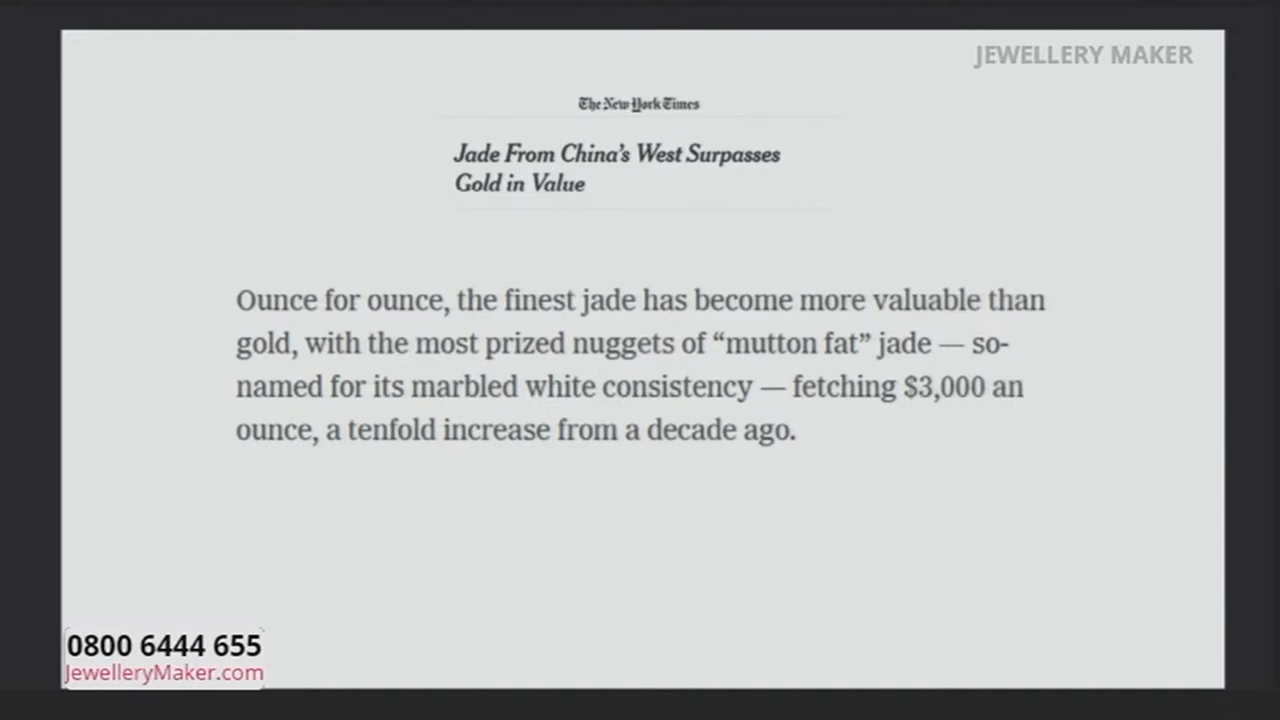 JEWELLERY MAKER
The New York Times
Jade From China's West Surpasses
Gold in Value
Ounce for ounce, the finest jade has become more valuable than
gold, with the most prized nuggets of “mutton fat” jade — so-
named for its marbled white consistency — fetching $3,000 an
ounce, a tenfold increase from a decade ago.
0800 6444 655
JewelleryMaker.com